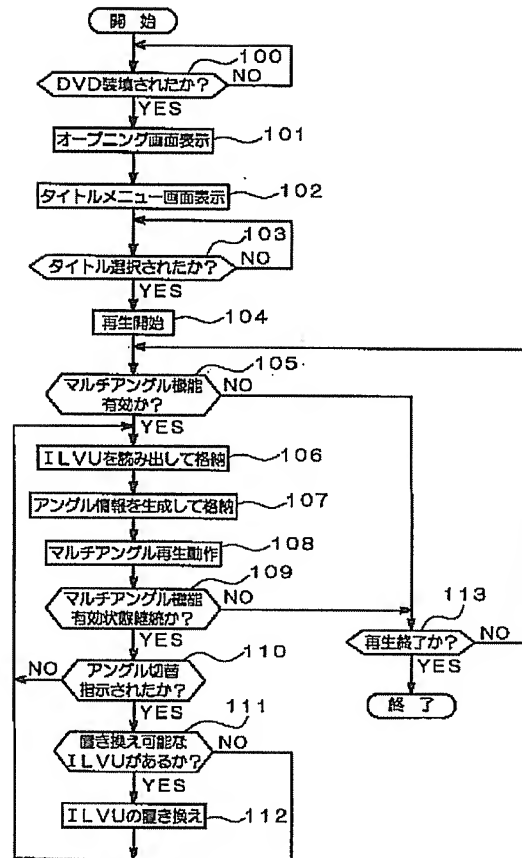 開始
100
DVD装填されたか?
NO
YES
オープニング画面表示
101
タイトルメニュー画面表示
102
103
タイトル選択されたか?
NO
YES
再生開始
104
105
マルチアングル機能
有効か?
NO
YES
ILVUを読み出して格納
106
アングル情報を生成して格納
107
マルチアングル再生動作
108
109
マルチアングル機能
有効状態継続か?
NO
YES
113
再生終了か?
NO
YES
終了
110
アングル切替
指示されたか?
NO
YES
111
置き換え可能な
ILVUがあるか?
NO
YES
ILVUの置き換え
112